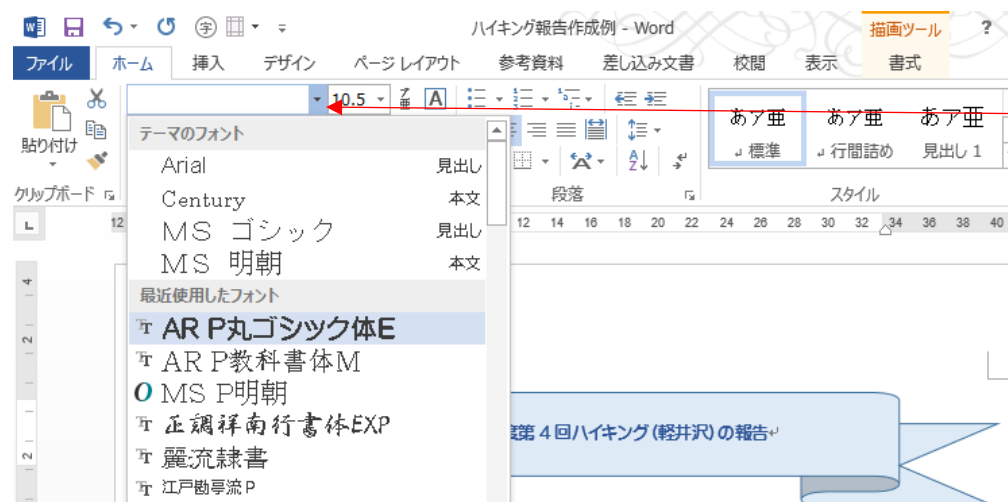 ハイキング報告作成例 - Word
描画ツール
?
ファイル ホーム 挿入 デザイン ページ レイアウト 参考資料 差し込み文書 校閲 表示 書式
10.5
貼り付け
あア亜 あア亜 あア亜
↲ 標準 ↲ 行間詰め 見出し 1
クリップボード 段落 スタイル
L 12 12 14 16 18 20 22 24 26 28 30 32 34 36 38 40
テーマのフォント
Arial 見出し
Century 本文
MS ゴシック 見出し
MS 明朝 本文
最近使用したフォント
AR P丸ゴシック体E
AR P教科書体M
MS P明朝
正調祥南行書体EXP
麗流隷書
江戸勘亭流P
4
2
2
第4回ハイキング(軽井沢)の報告↵